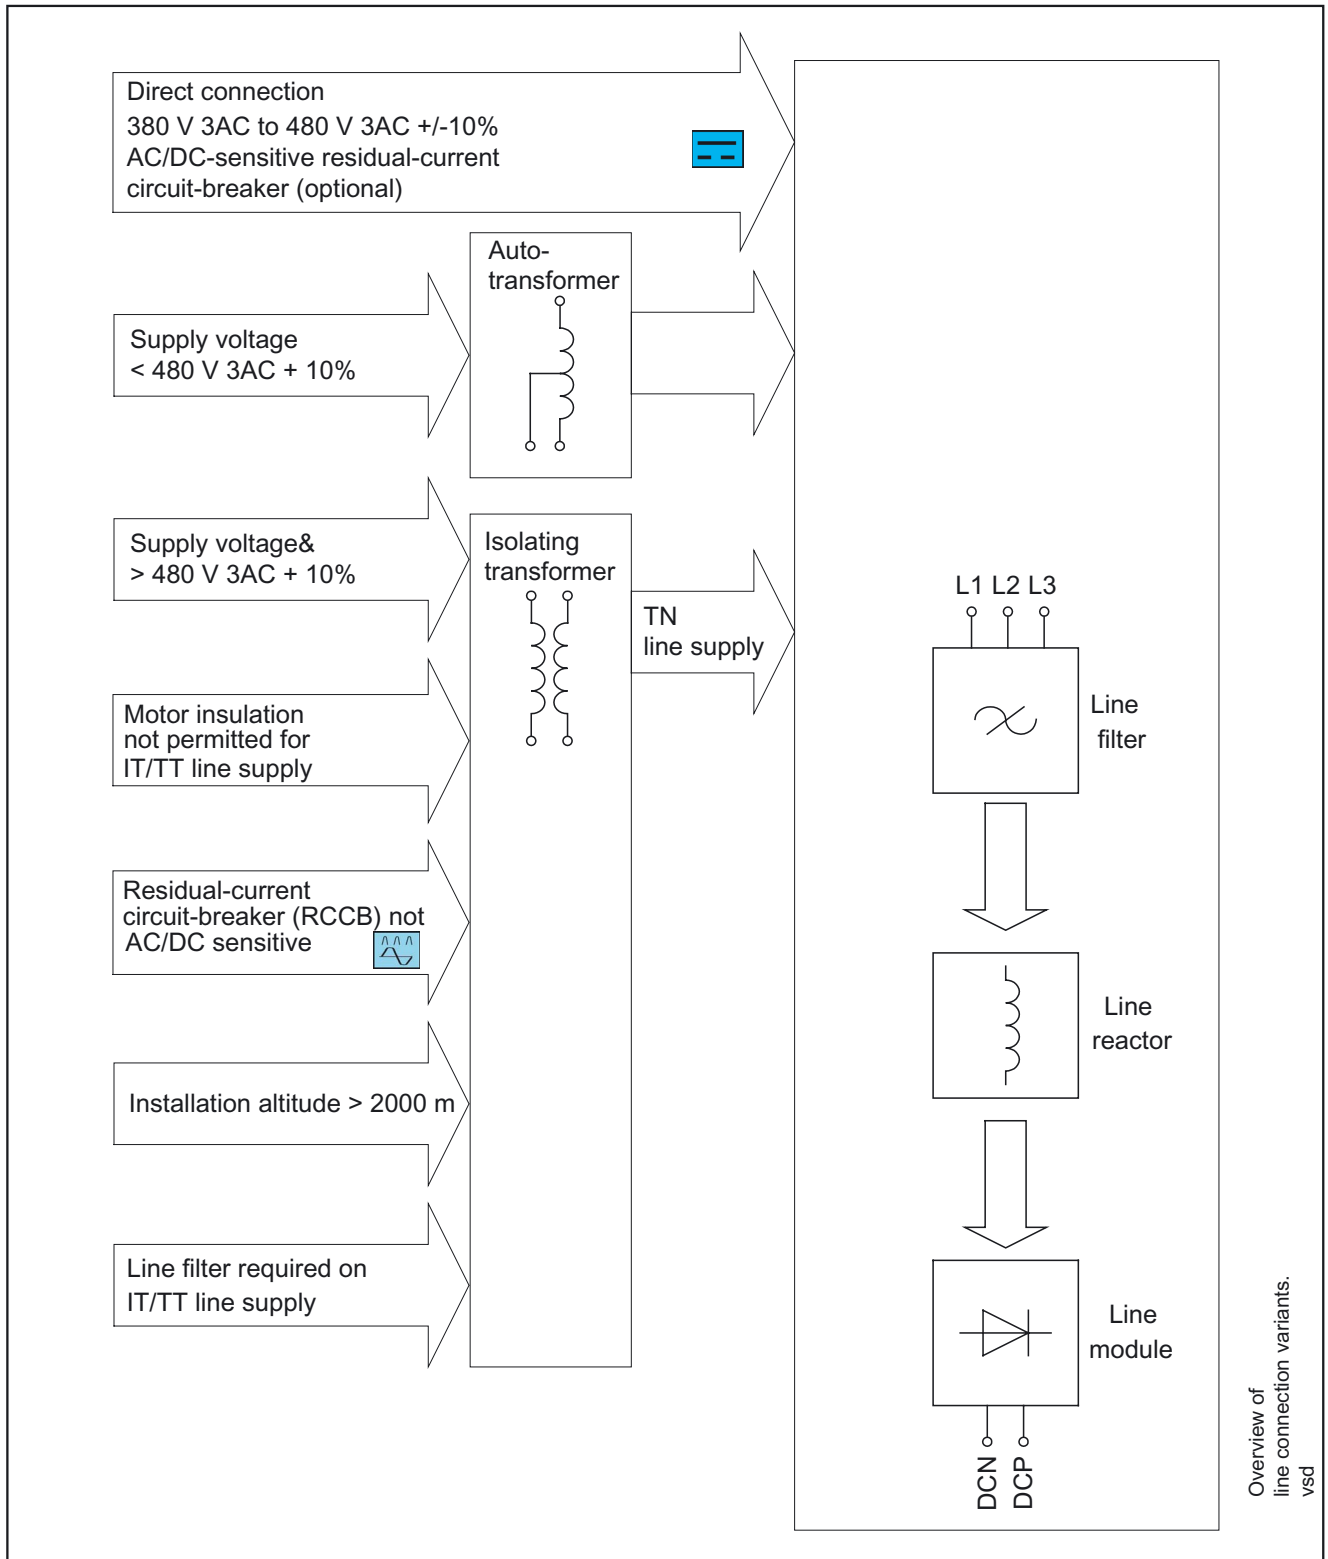 Direct connection
380 V 3AC to 480 V 3AC +/-10%
AC/DC-sensitive residual-current
circuit-breaker (optional)
Auto-
transformer
Supply voltage
< 480 V 3AC + 10%
Supply voltage&
> 480 V 3AC + 10%
Isolating
transformer
TN
line supply
Motor insulation
not permitted for
IT/TT line supply
Residual-current
circuit-breaker (RCCB) not
AC/DC sensitive
Installation altitude > 2000 m
Line filter required on
IT/TT line supply
L1 L2 L3
Line
filter
Line
reactor
Line
module
DCN
DCP
Overview of
line connection variants.
vsd